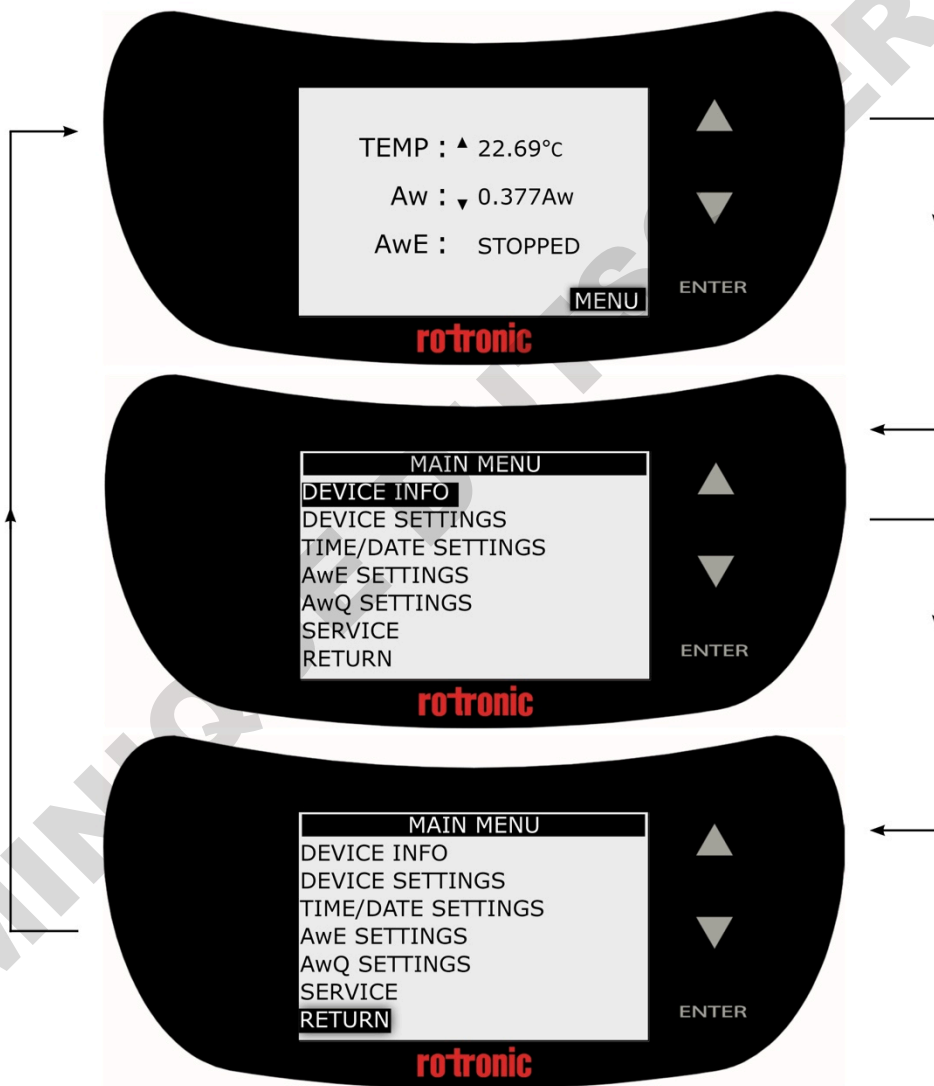 TEMP : ▲ 22.69°C
Aw : ▼ 0.377Aw
AwE : STOPPED
MENU
ENTER
rotronic
MAIN MENU
DEVICE INFO
DEVICE SETTINGS
TIME/DATE SETTINGS
AwE SETTINGS
AwQ SETTINGS
SERVICE
RETURN
ENTER
rotronic
MAIN MENU
DEVICE INFO
DEVICE SETTINGS
TIME/DATE SETTINGS
AwE SETTINGS
AwQ SETTINGS
SERVICE
RETURN
ENTER
rotronic